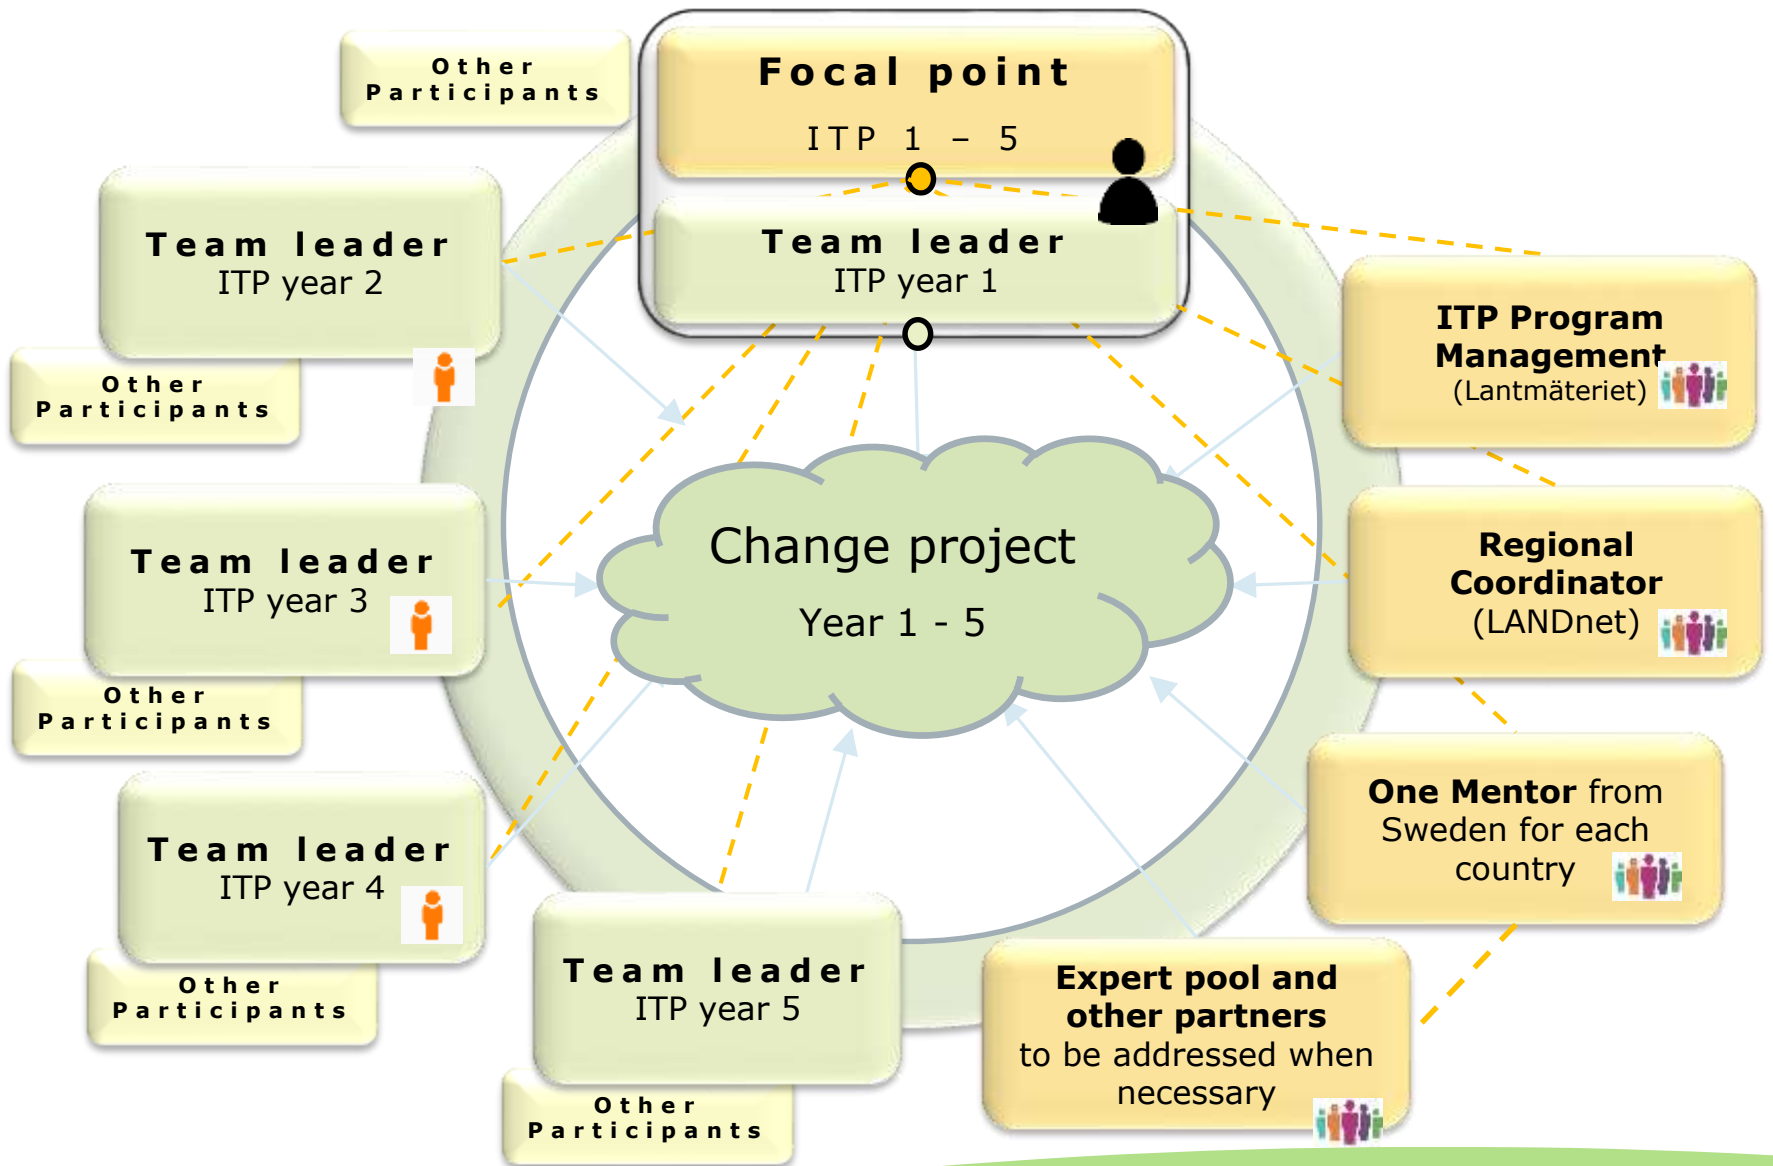 Other
Participants
Focal point
ITP 1 – 5
Team leader
ITP year 1
Team leader
ITP year 2
Other
Participants
Team leader
ITP year 3
Other
Participants
Team leader
ITP year 4
Other
Participants
Team leader
ITP year 5
Other
Participants
Change project
Year 1 - 5
ITP Program
Management
(Lantmäteriet)
Regional
Coordinator
(LANDnet)
One Mentor from
Sweden for each
country
Expert pool and
other partners
to be addressed when
necessary